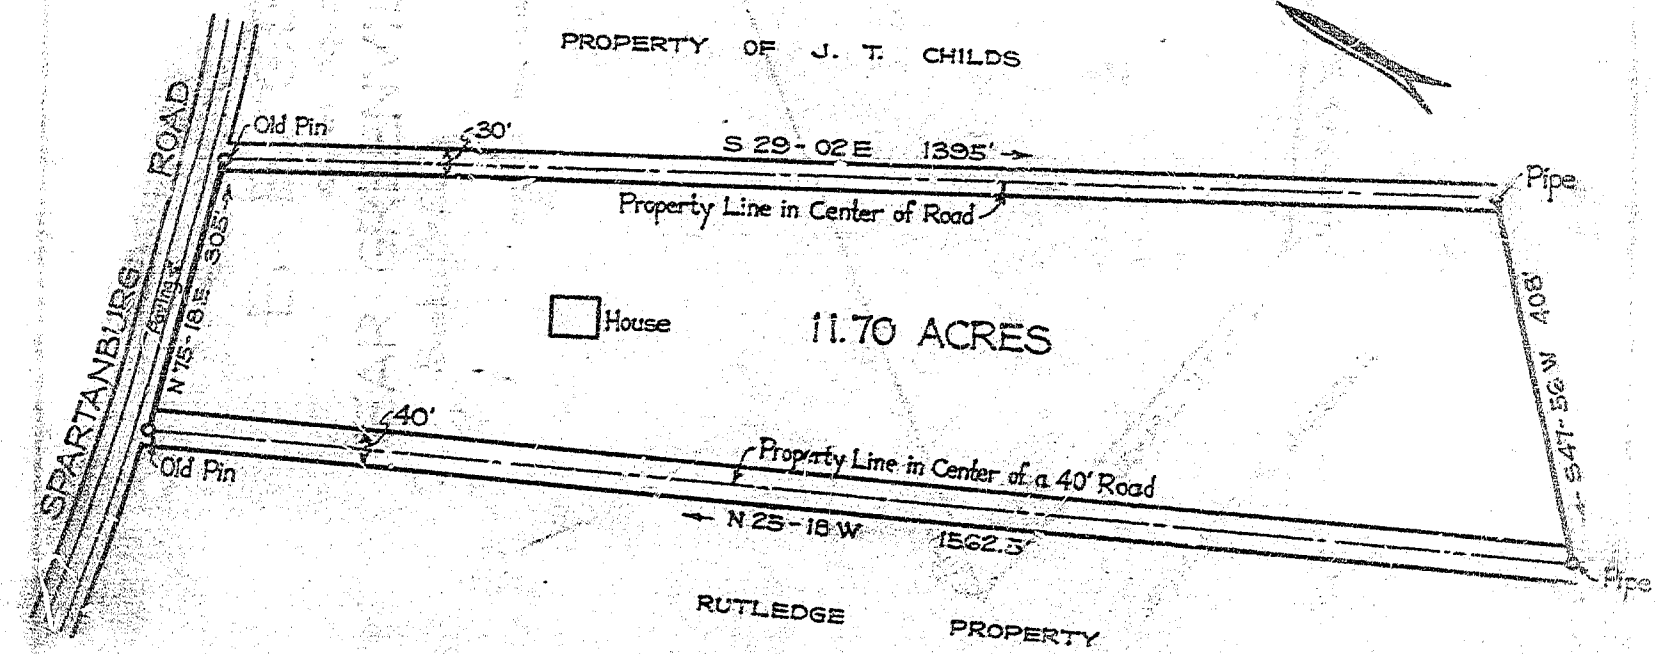 PROPERTY OF J. T. CHILDS
SPARTANBURG ROAD
Old Pin
30'
S 29-02 E 1395'
Pipe
Property Line in Center of Road
N 75-18 E 305'
Paving
House
11.70 ACRES
S 47-56 W 408'
40'
Old Pin
Property Line in Center of a 40' Road
N 25-18 W 1562.5'
Pipe
RUTLEDGE PROPERTY